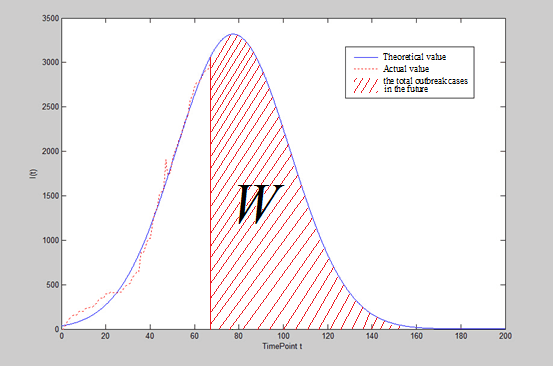 3500
3000
2500
2000
1500
1000
500
0
I(t)
Theoretical value
Actual value
the total outbreak cases
in the future
W
0 20 40 60 80 100 120 140 160 180 200
TimePoint t